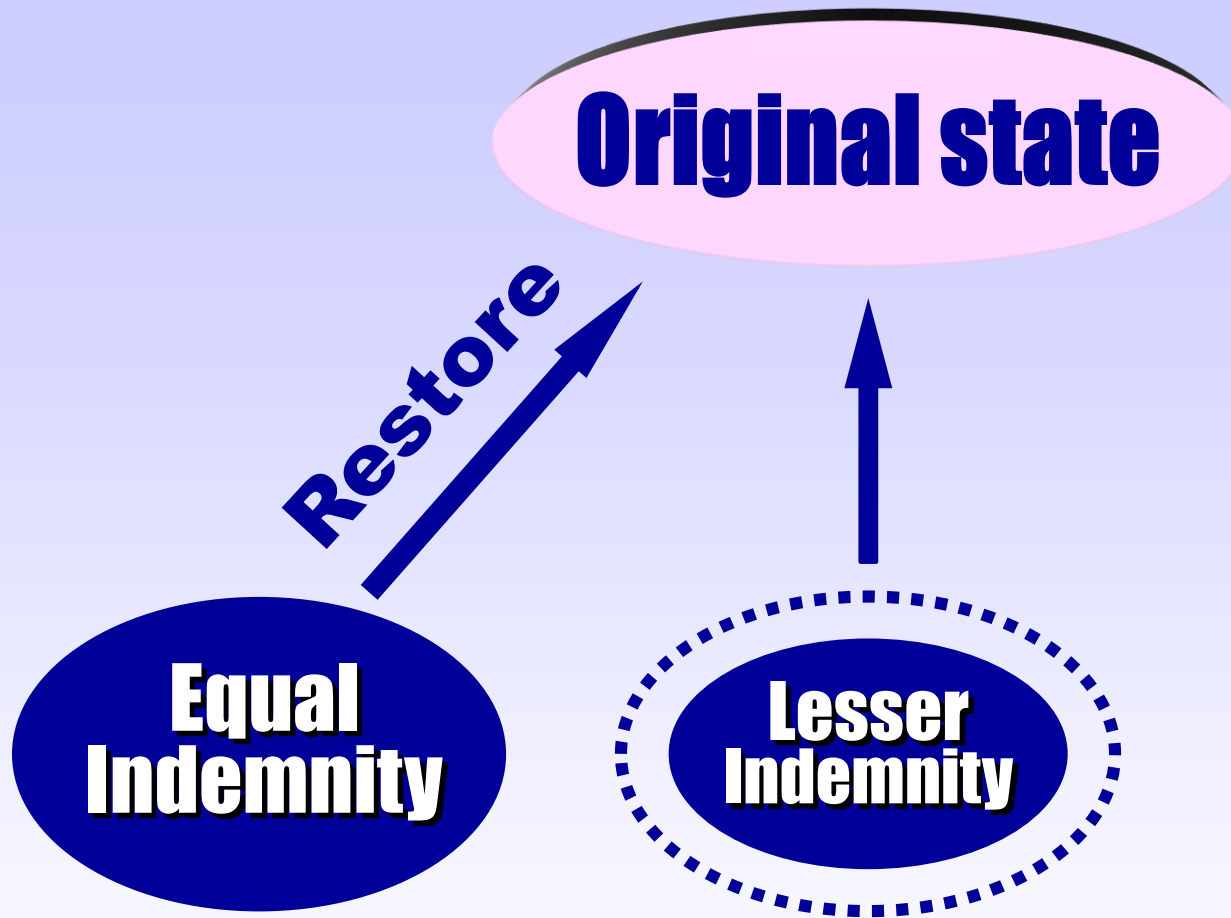 Original state
Restore
Equal
Indemnity
Lesser
Indemnity